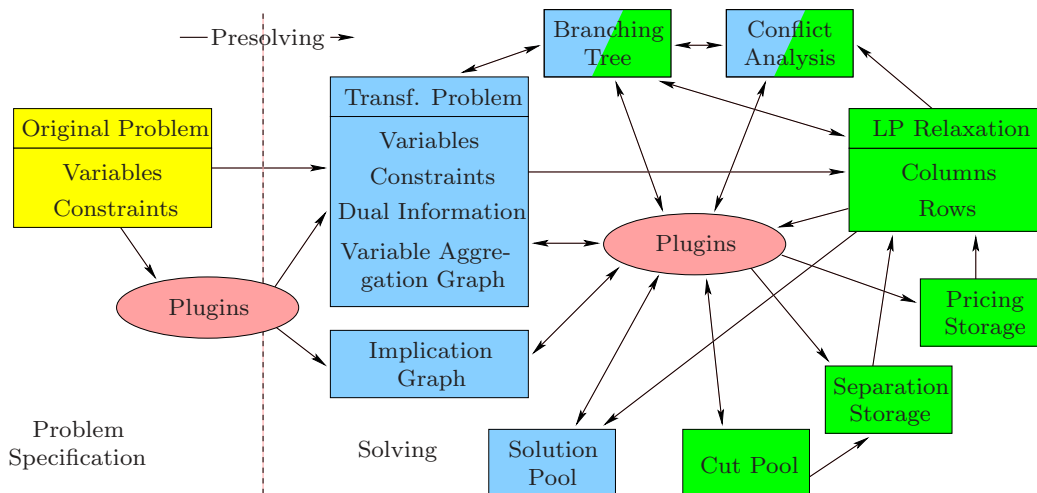 Presolving
Branching
Tree
Conflict
Analysis
Original Problem
Variables
Constraints
Transf. Problem
Variables
Constraints
Dual Information
Variable Aggre-
gation Graph
LP Relaxation
Columns
Rows
Plugins
Plugins
Pricing
Storage
Implication
Graph
Separation
Storage
Problem
Specification
Solving
Solution
Pool
Cut Pool